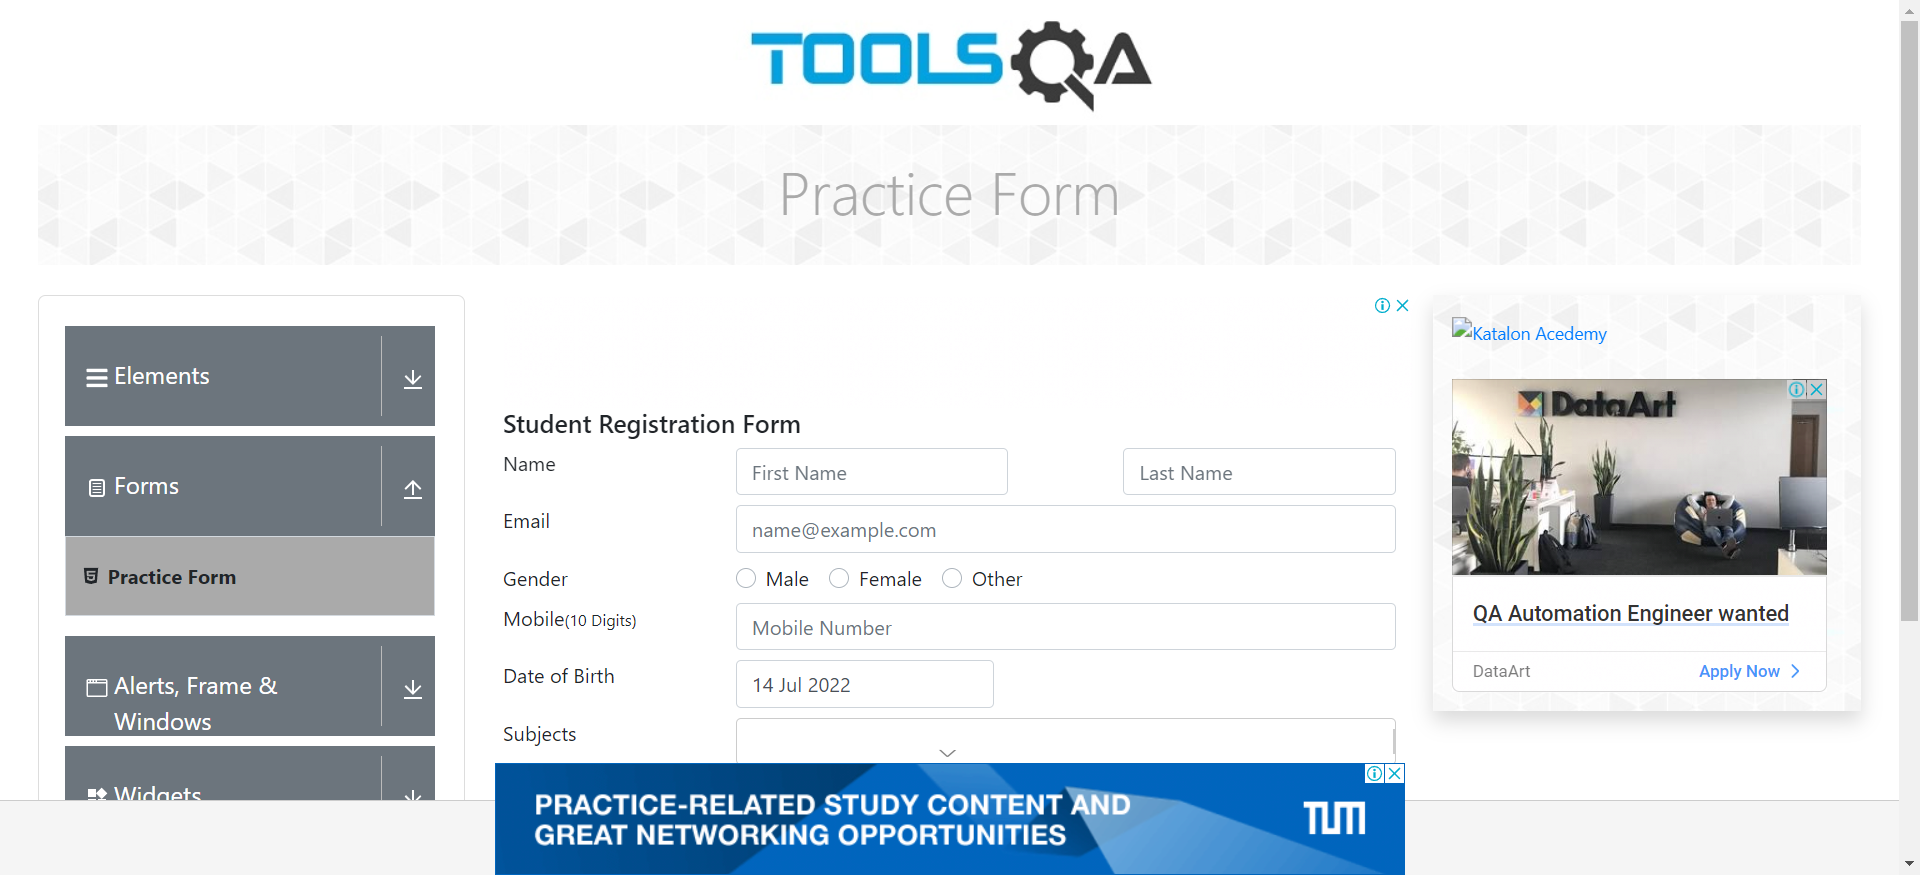 TOOLSQA
Practice Form
Elements
Forms
Practice Form
Alerts, Frame &
Windows
Widgets
Student Registration Form
Name
First Name
Last Name
Email
name@example.com
Gender
Male
Female
Other
Mobile(10 Digits)
Mobile Number
Date of Birth
14 Jul 2022
Subjects
Katalon Acedemy
DataArt
QA Automation Engineer wanted
DataArt
Apply Now
PRACTICE-RELATED STUDY CONTENT AND
GREAT NETWORKING OPPORTUNITIES
TUM